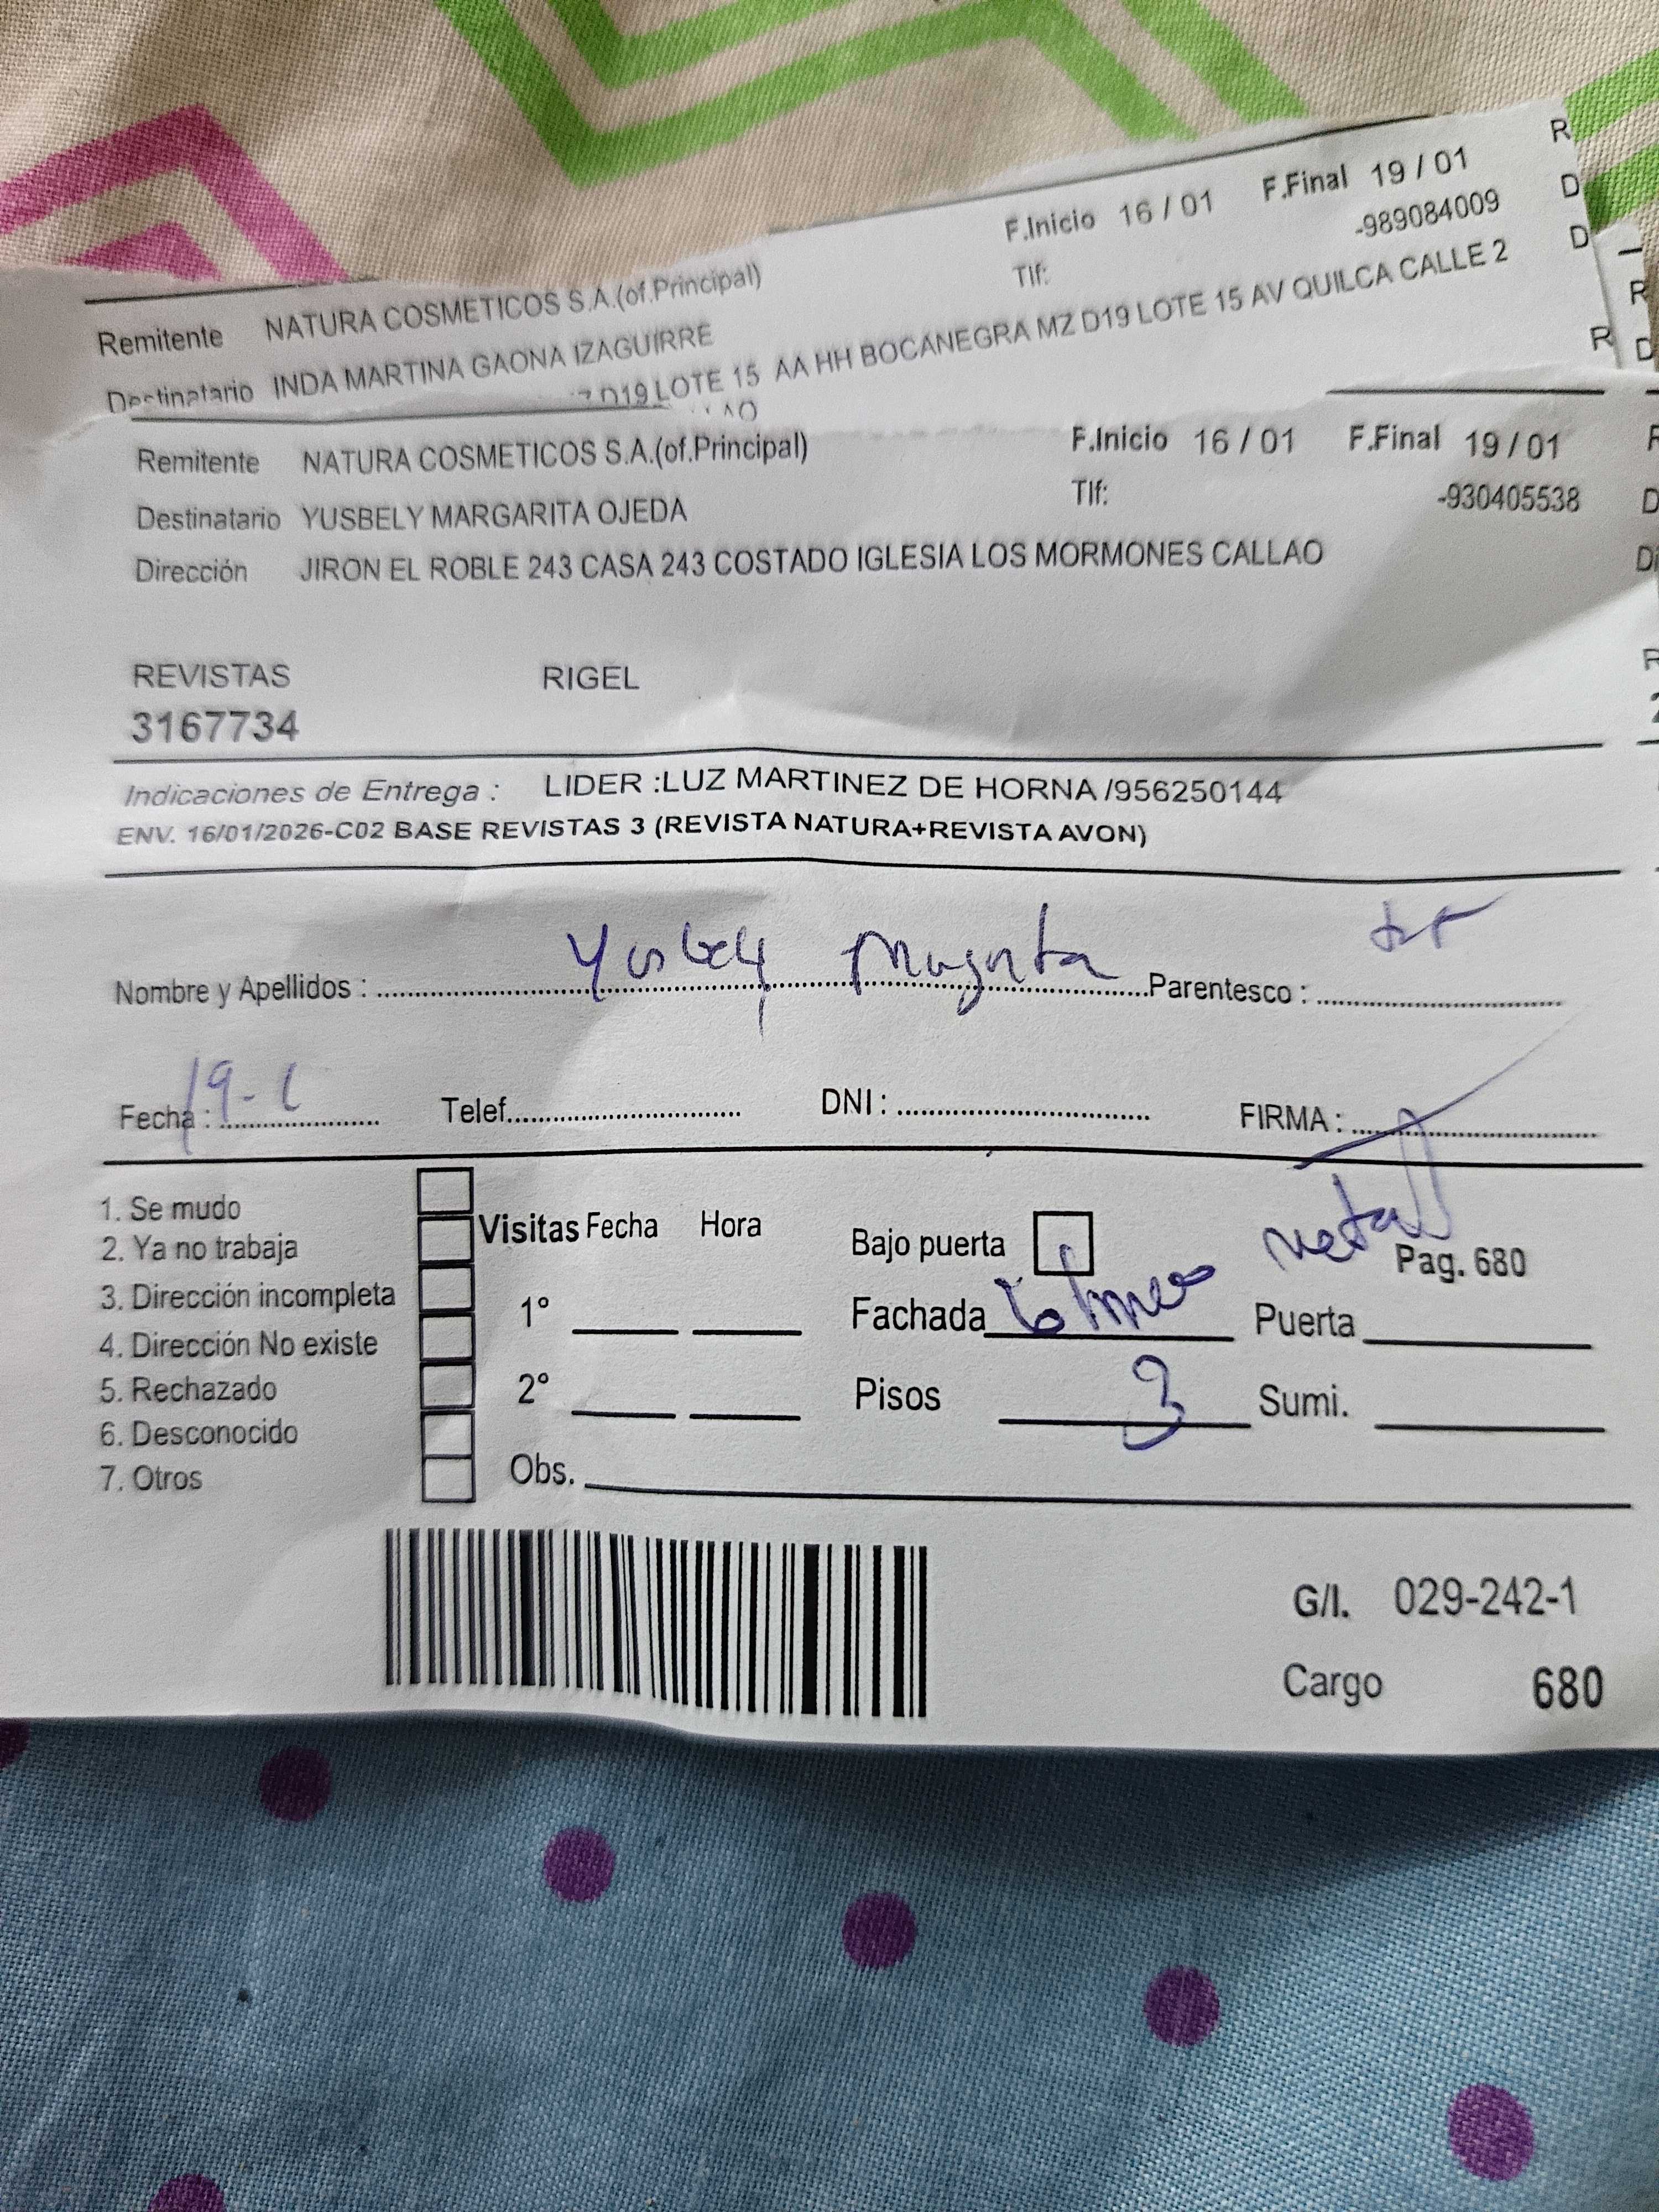 F.Inicio 16 / 01 F.Final 19 / 01 R
Remitente NATURA COSMETICOS S.A.(of.Principal) Tlf: -989084009 D
Destinatario INDA MARTINA GAONA IZAGUIRRE D
D19 LOTE 15 AA HH BOCANEGRA MZ D19 LOTE 15 AV QUILCA CALLE 2
R
D
R
Remitente NATURA COSMETICOS S.A.(of.Principal) F.Inicio 16 / 01 F.Final 19 / 01
Destinatario YUSBELY MARGARITA OJEDA Tlf: -930405538 D
Dirección JIRON EL ROBLE 243 CASA 243 COSTADO IGLESIA LOS MORMONES CALLAO Di
REVISTAS RIGEL
3167734
Indicaciones de Entrega : LIDER :LUZ MARTINEZ DE HORNA /956250144
ENV. 16/01/2026-C02 BASE REVISTAS 3 (REVISTA NATURA+REVISTA AVON)
Nombre y Apellidos : Yusbely Parentesco :
Fecha : 19-1 Telef. DNI : FIRMA :
1. Se mudo
2. Ya no trabaja
3. Dirección incompleta
4. Dirección No existe
5. Rechazado
6. Desconocido
7. Otros
Visitas Fecha Hora
1°
2°
Obs.
Bajo puerta metal Pag. 680
Fachada Puerta
Pisos 3 Sumi.
G/I. 029-242-1
Cargo 680